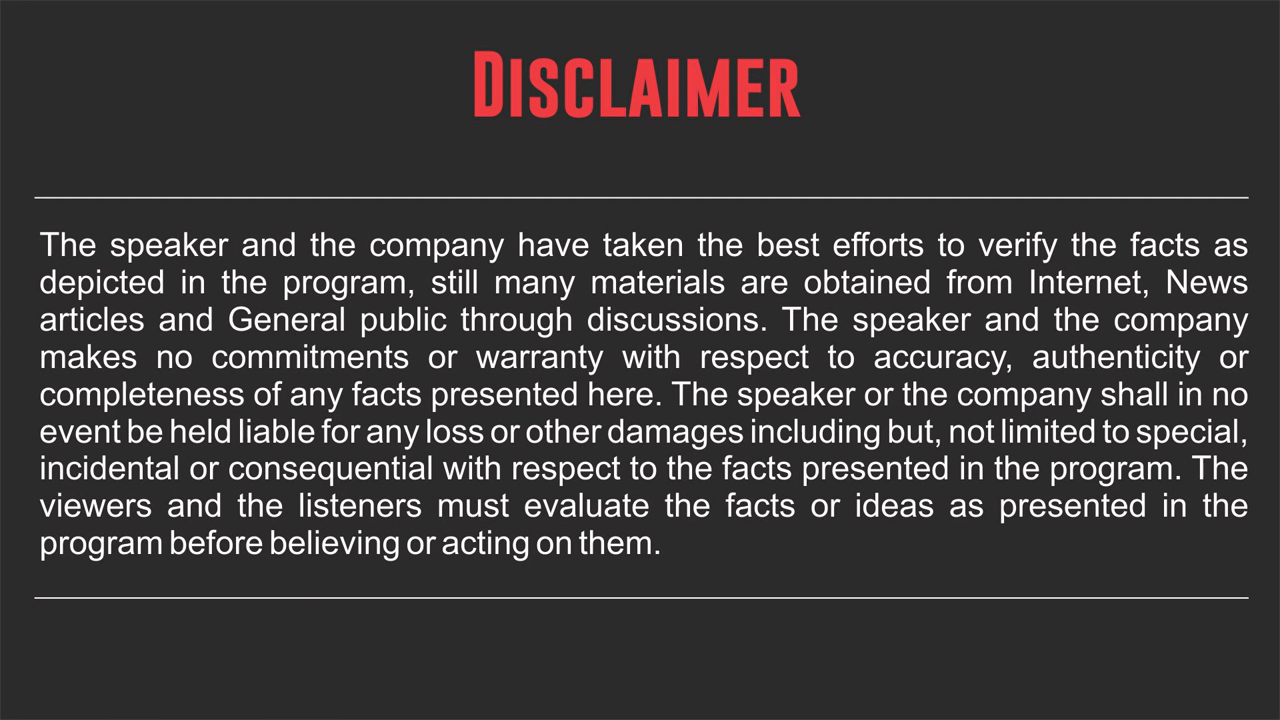 DISCLAIMER
The speaker and the company have taken the best efforts to verify the facts as
depicted in the program, still many materials are obtained from Internet, News
articles and General public through discussions. The speaker and the company
makes no commitments or warranty with respect to accuracy, authenticity or
completeness of any facts presented here. The speaker or the company shall in no
event be held liable for any loss or other damages including but, not limited to special,
incidental or consequential with respect to the facts presented in the program. The
viewers and the listeners must evaluate the facts or ideas as presented in the
program before believing or acting on them.